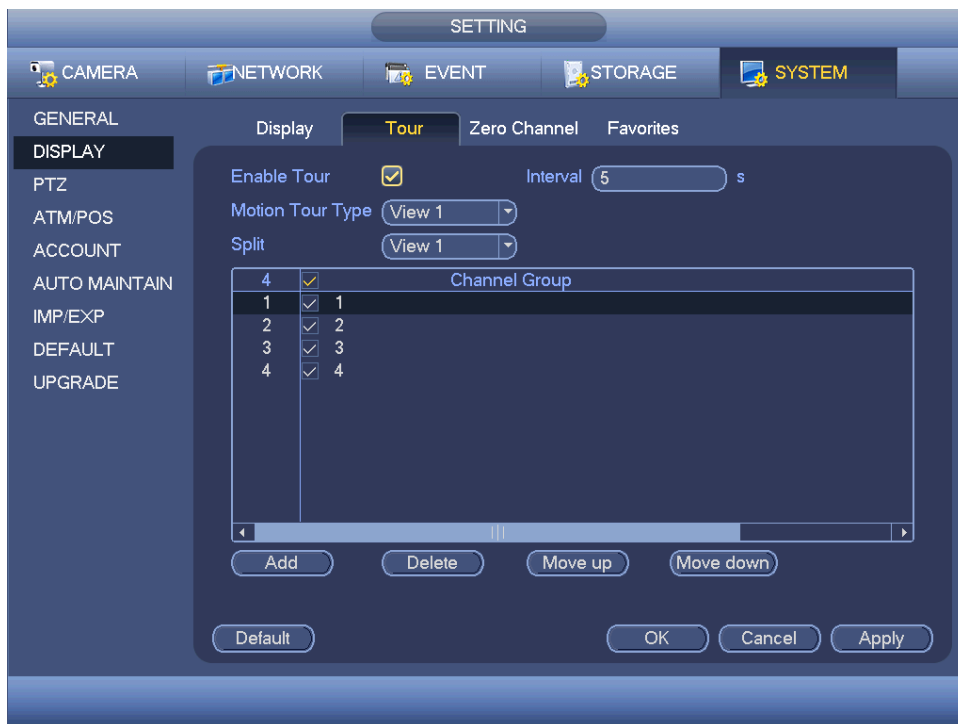 SETTING
CAMERA NETWORK EVENT STORAGE SYSTEM
GENERAL
DISPLAY
PTZ
ATM/POS
ACCOUNT
AUTO MAINTAIN
IMP/EXP
DEFAULT
UPGRADE
Display Tour Zero Channel Favorites
Enable Tour Interval 5 s
Motion Tour Type View 1
Split View 1
4 Channel Group
1 1
2 2
3 3
4 4
Add Delete Move up Move down
Default OK Cancel Apply